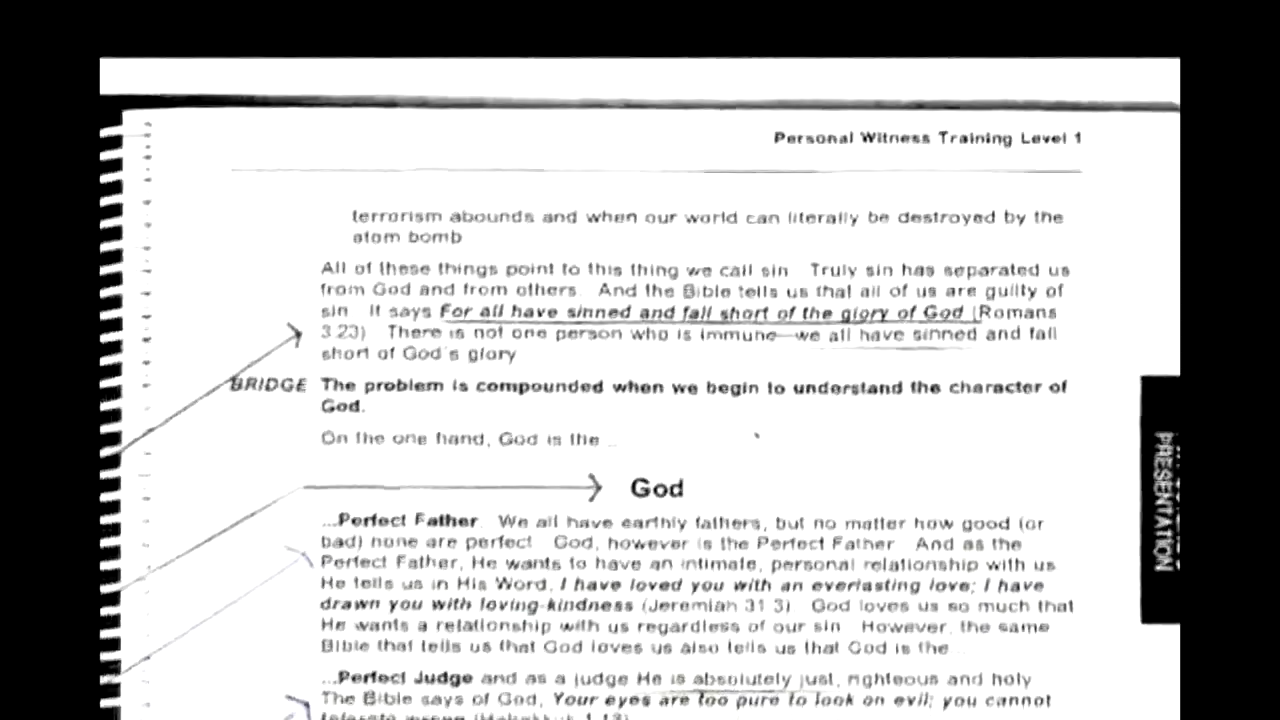 Personal Witness Training Level 1
terrorism abounds and when our world can literally be destroyed by the
atom bomb
All of these things point to this thing we call sin Truly sin has separated us
from God and from others. And the Bible tells us that all of us are guilty of
sin It says For all have sinned and fall short of the glory of God (Romans
3.23) There is not one person who is immune—we all have sinned and fall
short of God's glory
BRIDGE The problem is compounded when we begin to understand the character of
God.
On the one hand, God is the ...
God
...Perfect Father. We all have earthly fathers, but no matter how good (or
bad) none are perfect God, however is the Perfect Father And as the
Perfect Father, He wants to have an intimate, personal relationship with us
He tells us in His Word, I have loved you with an everlasting love; I have
drawn you with loving-kindness (Jeremiah 31 3) God loves us so much that
He wants a relationship with us regardless of our sin However, the same
Bible that tells us that God loves us also tells us that God is the...
...Perfect Judge and as a judge He is absolutely just, righteous and holy
The Bible says of God, Your eyes are too pure to look on evil; you cannot
PRESENTATION